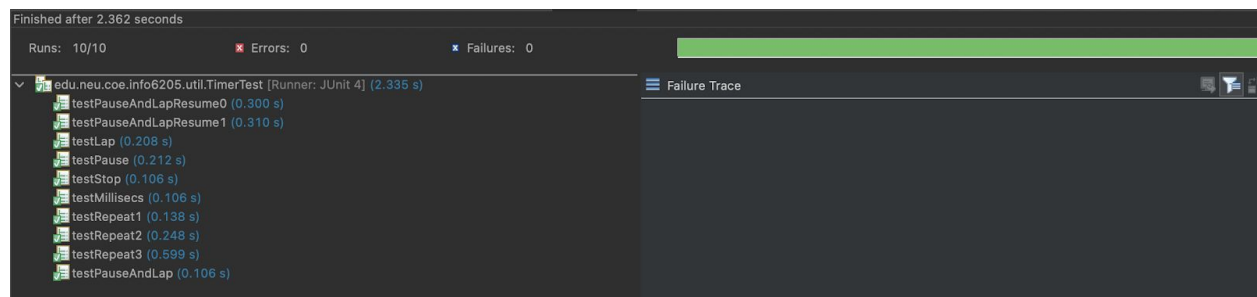 Finished after 2.362 seconds
Runs: 10/10 Errors: 0 Failures: 0
edu.neu.coe.info6205.util.TimerTest [Runner: JUnit 4] (2.335 s)
testPauseAndLapResume0 (0.300 s)
testPauseAndLapResume1 (0.310 s)
testLap (0.208 s)
testPause (0.212 s)
testStop (0.106 s)
testMillisecs (0.106 s)
testRepeat1 (0.138 s)
testRepeat2 (0.248 s)
testRepeat3 (0.599 s)
testPauseAndLap (0.106 s)
Failure Trace